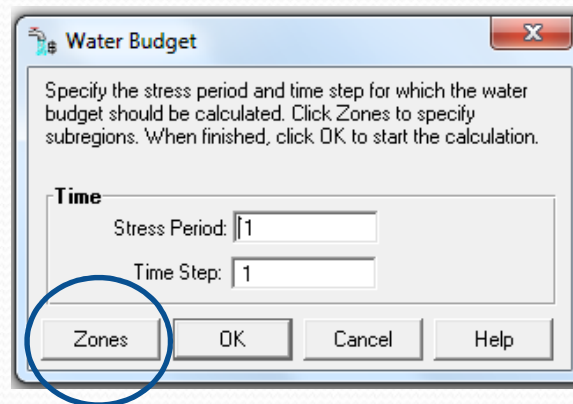 Water Budget
Specify the stress period and time step for which the water
budget should be calculated. Click Zones to specify
subregions. When finished, click OK to start the calculation.
Time
Stress Period: 1
Time Step: 1
Zones OK Cancel Help